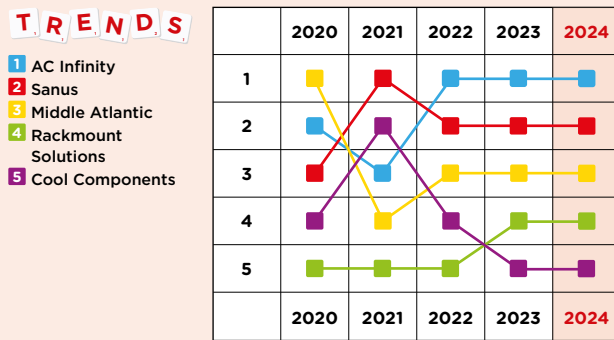 TRENDS
1 AC Infinity
2 Sanus
3 Middle Atlantic
4 Rackmount
Solutions
5 Cool Components
2020 2021 2022 2023 2024
1
2
3
4
5
2020 2021 2022 2023 2024